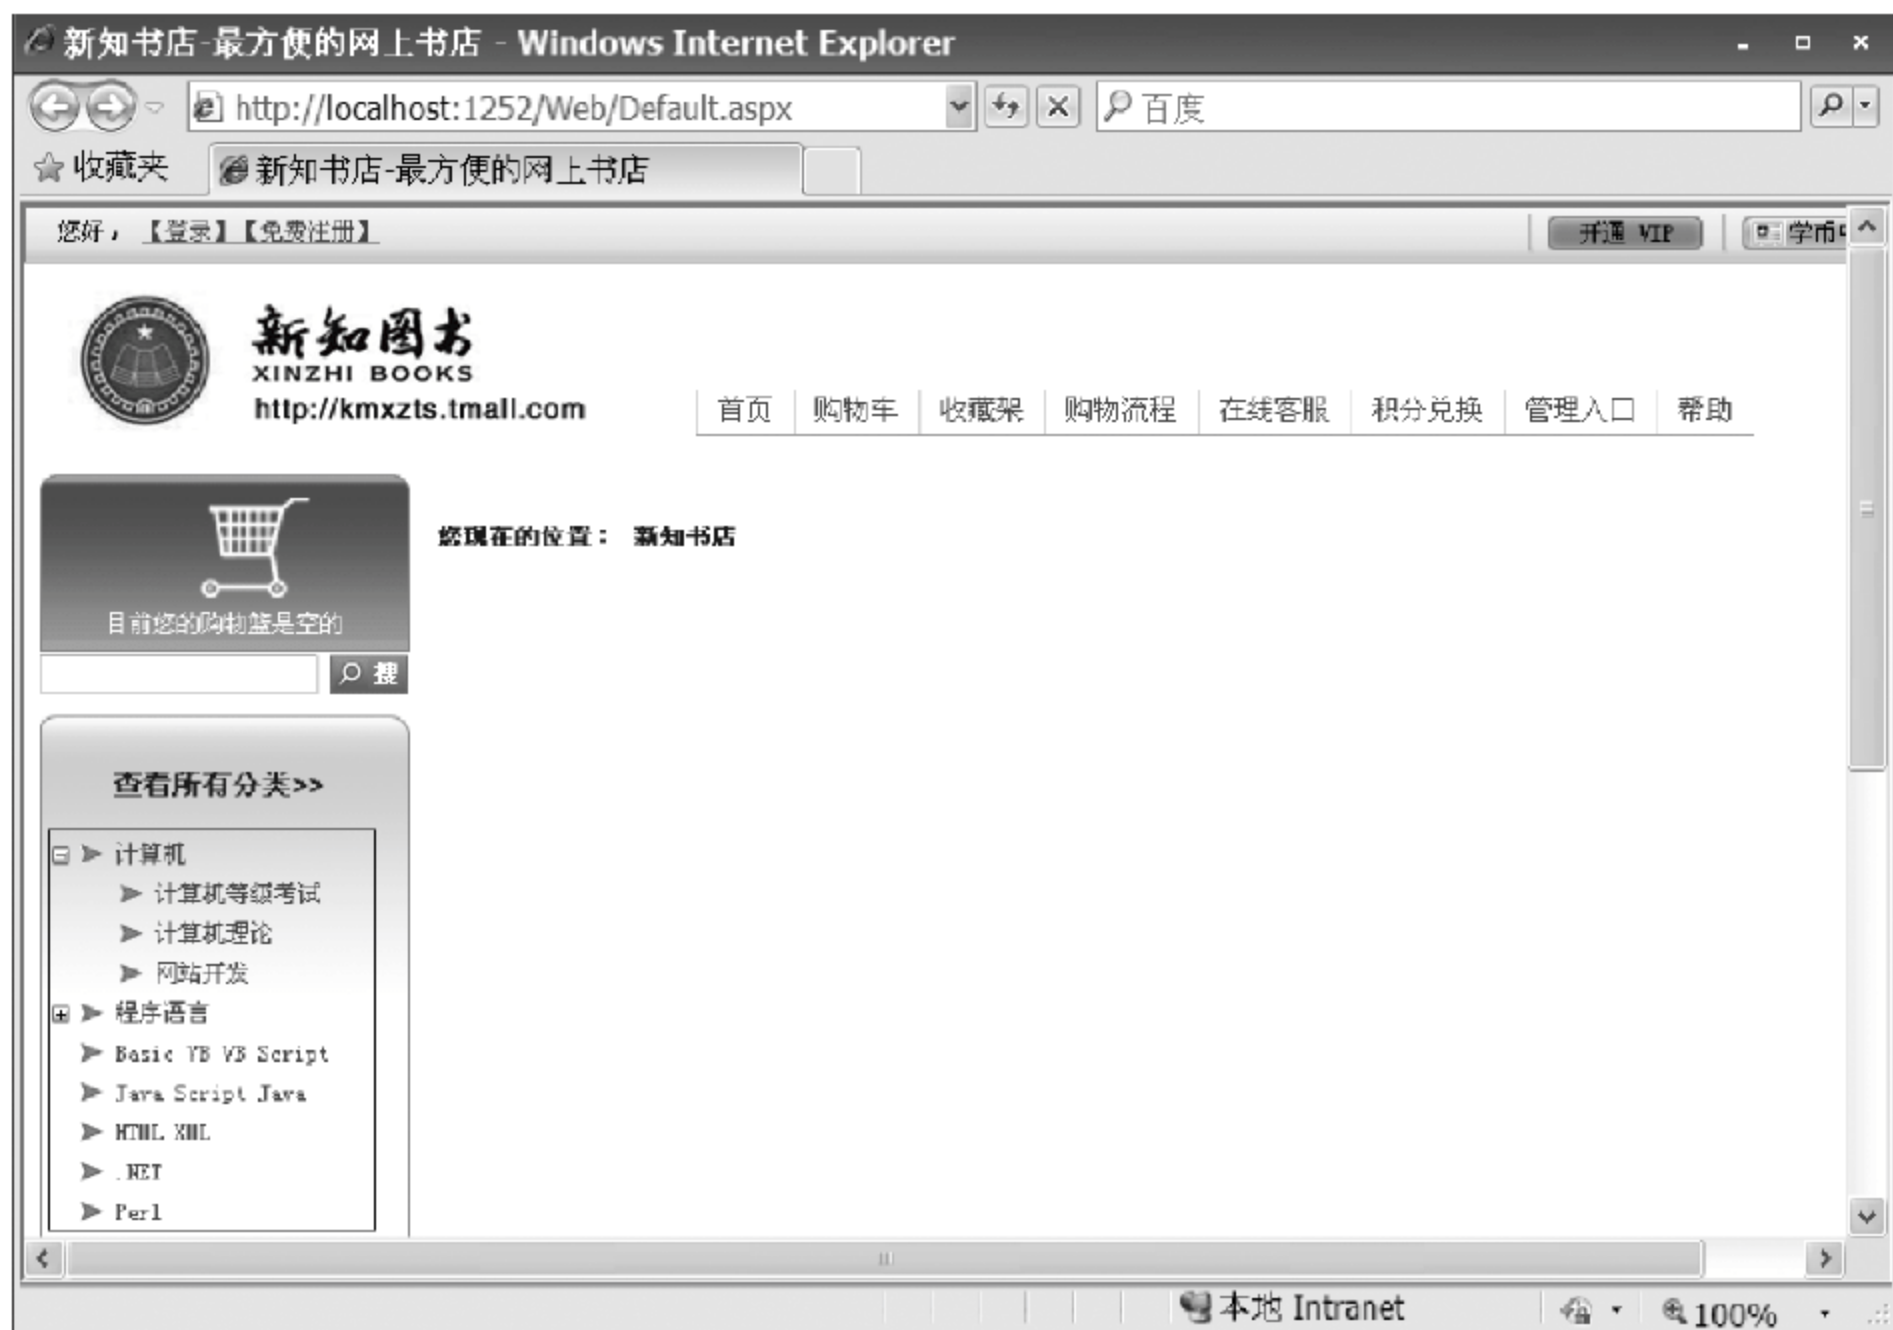 新知书店-最方便的网上书店 - Windows Internet Explorer
http://localhost:1252/Web/Default.aspx
百度
收藏夹
新知书店-最方便的网上书店
您好，【登录】【免费注册】
开通 VIP
学币
新知图书
XINZHI BOOKS
http://kmxzts.tmall.com
首页 购物车 收藏架 购物流程 在线客服 积分兑换 管理入口 帮助
您现在的位置： 新知书店
目前您的购物篮是空的
搜
查看所有分类>>
计算机
计算机等级考试
计算机理论
网站开发
程序语言
Basic VB VB Script
Java Script Java
HTML XML
.NET
Perl
本地 Intranet
100%